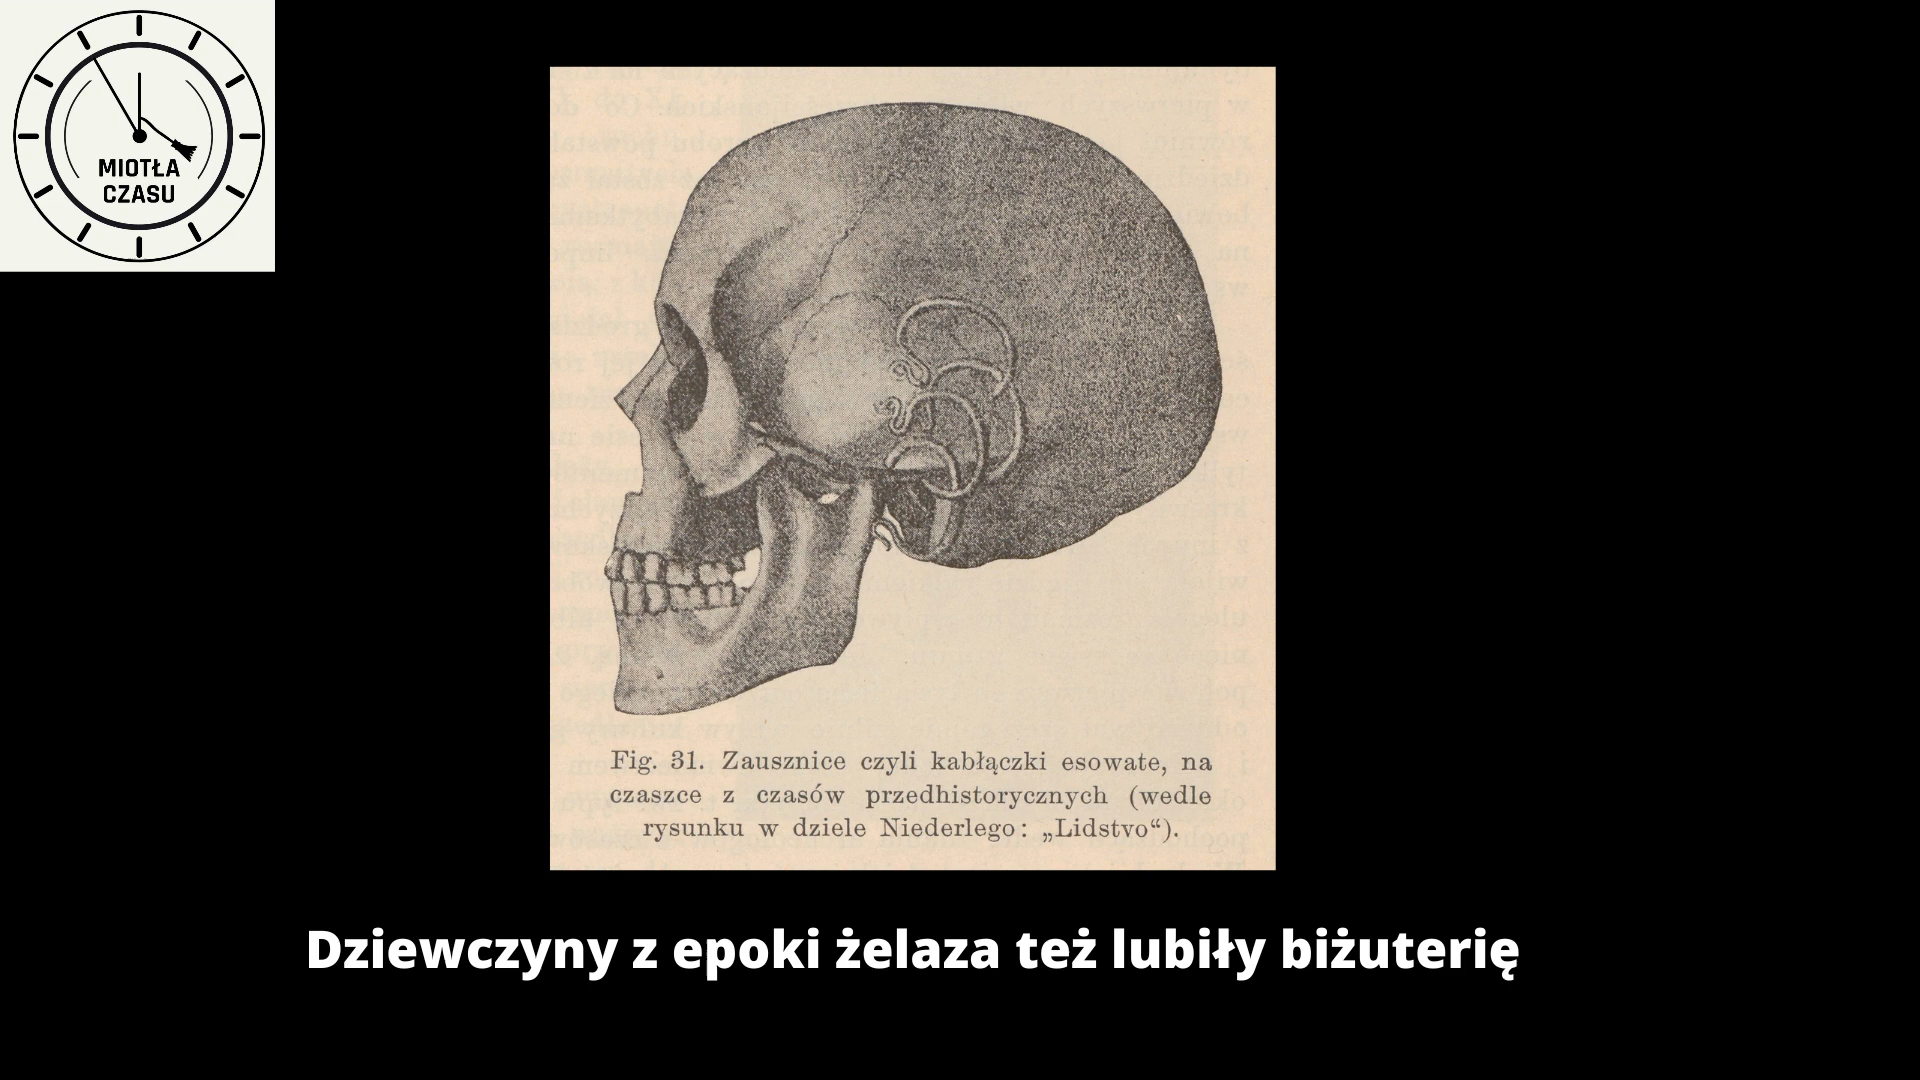 MIOTŁA
CZASU
Fig. 31. Zausznice czyli kabłączki esowate, na
czaszce z czasów przedhistorycznych (wedle
rysunku w dziele Niederlego: „Lidstvo“).
Dziewczyny z epoki żelaza też lubiły biżuterię